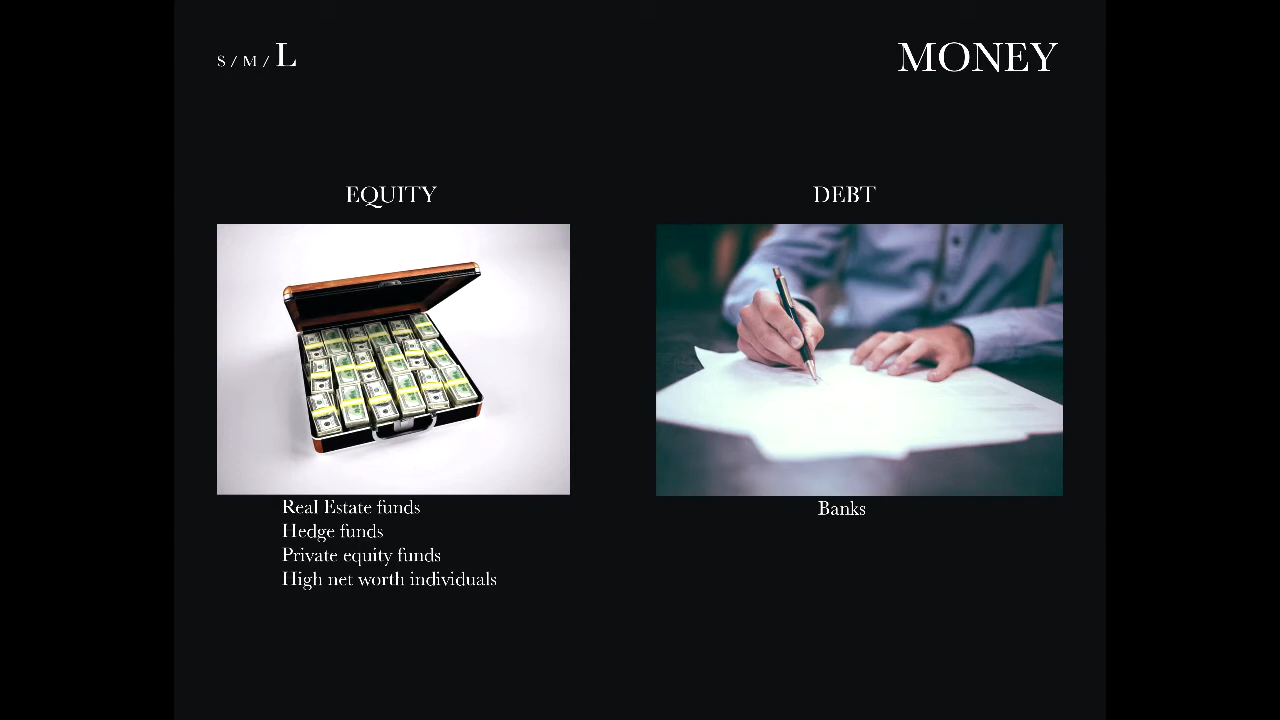 S / M / L
MONEY
EQUITY
DEBT
Real Estate funds
Hedge funds
Private equity funds
High net worth individuals
Banks